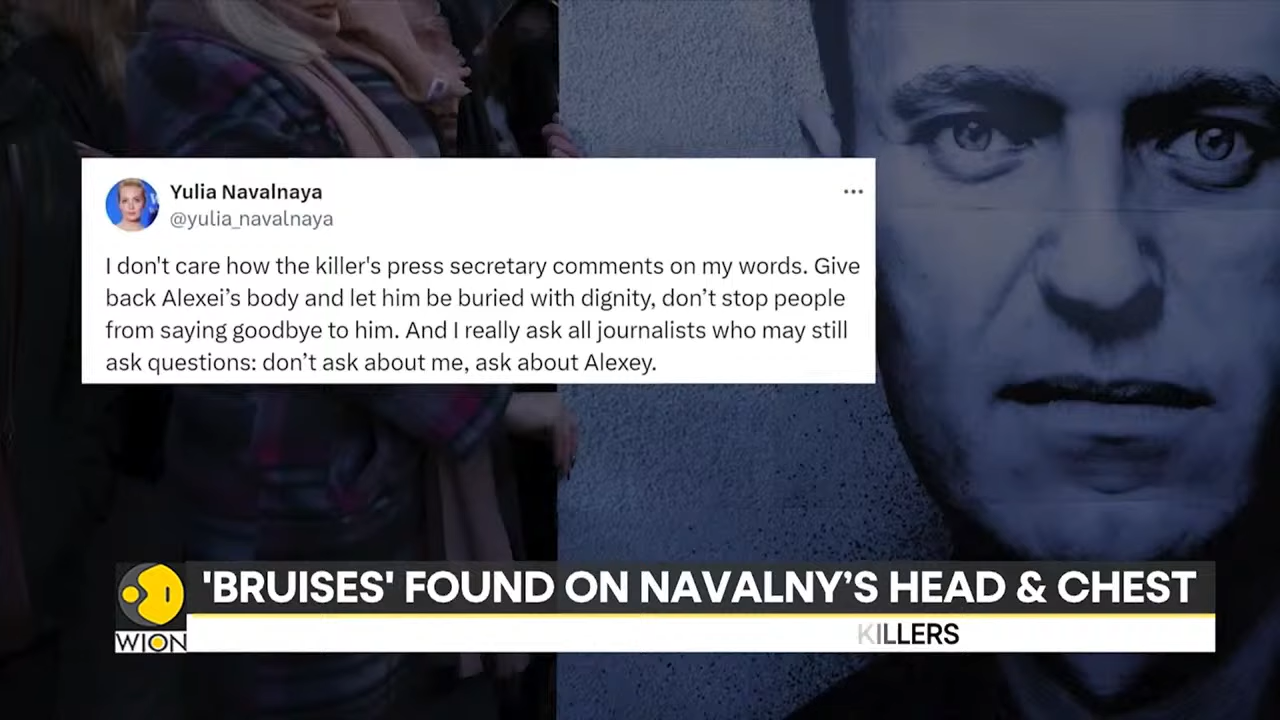 Yulia Navalnaya
@yulia_navalnaya
I don't care how the killer's press secretary comments on my words. Give
back Alexei’s body and let him be buried with dignity, don’t stop people
from saying goodbye to him. And I really ask all journalists who may still
ask questions: don’t ask about me, ask about Alexey.
'BRUISES' FOUND ON NAVALNY’S HEAD & CHEST
KILLERS
WION